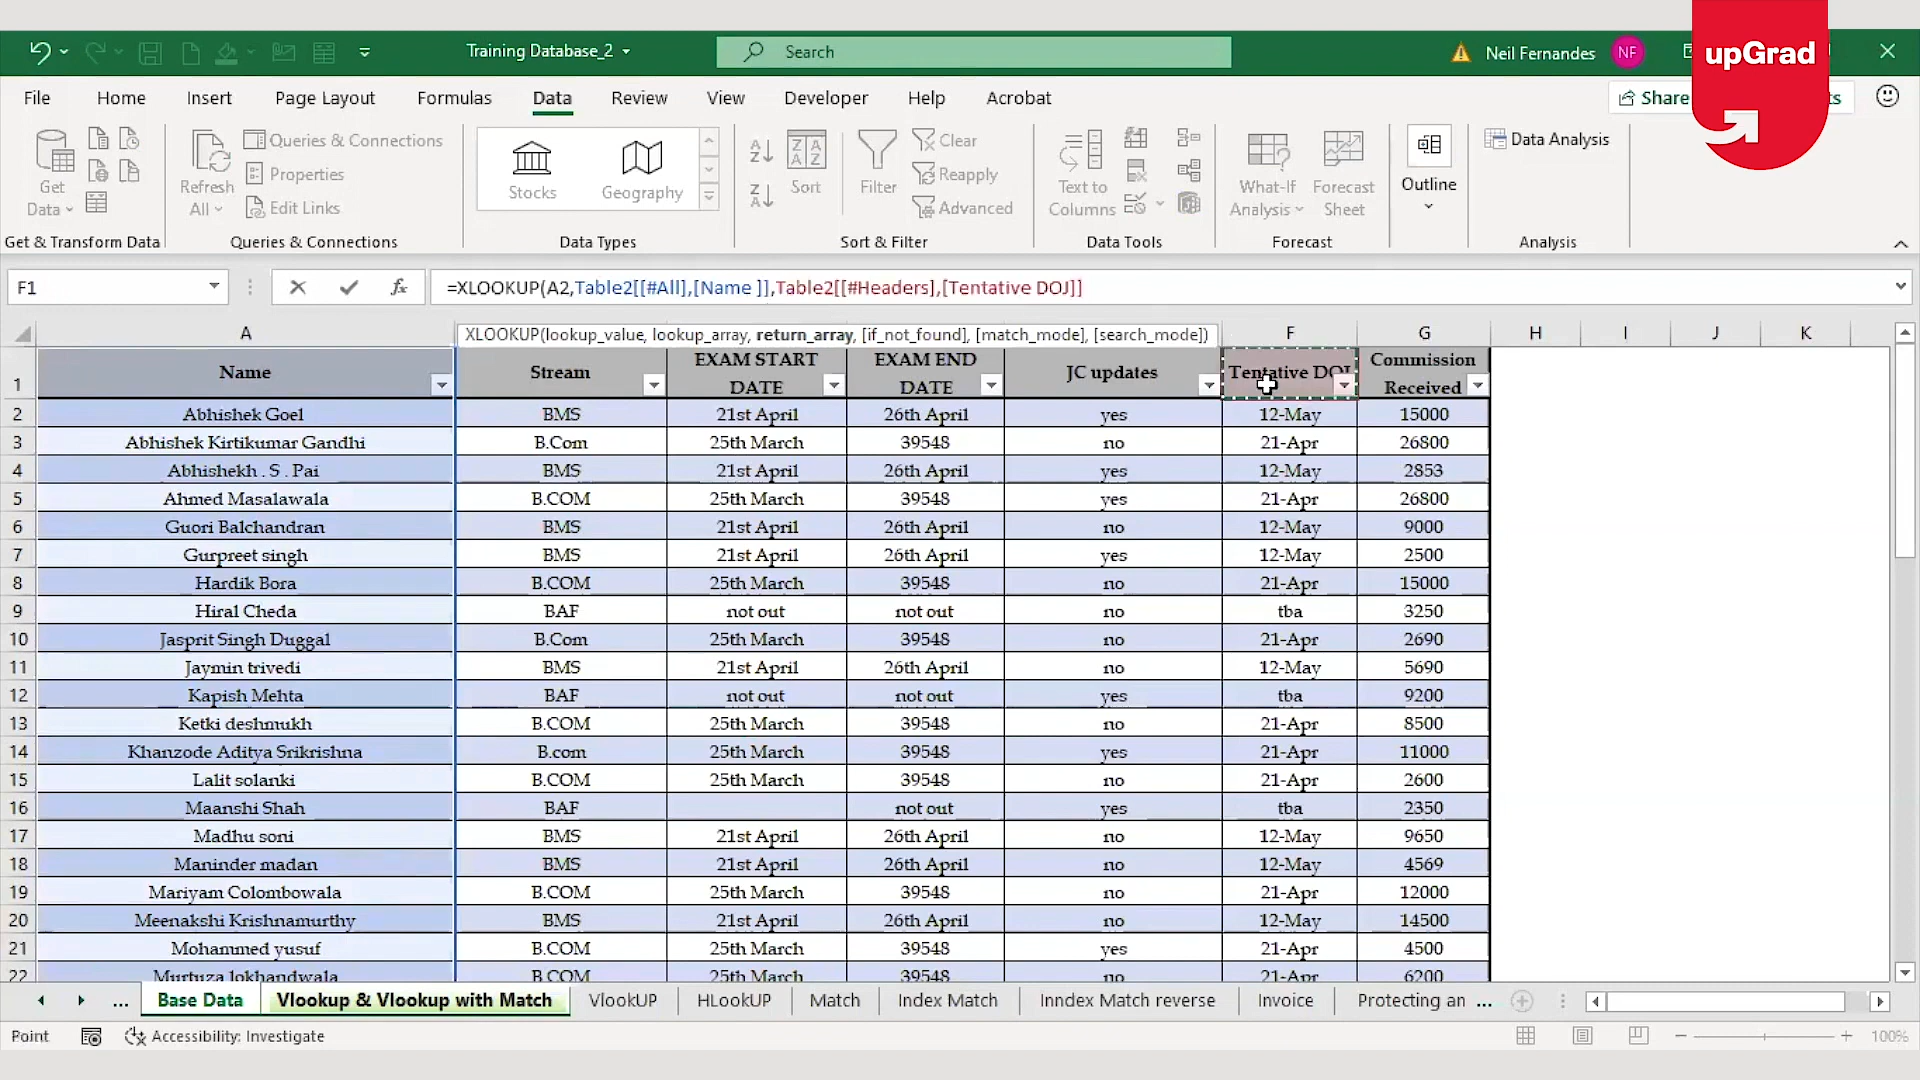 Training Database_2
Search
Neil Fernandes
NF
upGrad
File Home Insert Page Layout Formulas Data Review View Developer Help Acrobat
Share
ts
Get Data
Refresh All
Queries & Connections
Properties
Edit Links
Stocks
Geography
Sort
Filter
Clear
Reapply
Advanced
Text to Columns
What-If Analysis
Forecast Sheet
Outline
Data Analysis
Get & Transform Data
Queries & Connections
Data Types
Sort & Filter
Data Tools
Forecast
Analysis
F1
fx
=XLOOKUP(A2,Table2[[#All],[Name ]],Table2[[#Headers],[Tentative DOJ]]
XLOOKUP(lookup_value, lookup_array, return_array, [if_not_found], [match_mode], [search_mode])
A F G H I J K
1 Name Stream EXAM START DATE EXAM END DATE JC updates Tentative DOJ Commission Received
2 Abhishek Goel BMS 21st April 26th April yes 12-May 15000
3 Abhishek Kirtikumar Gandhi B.Com 25th March 39548 no 21-Apr 26800
4 Abhishekh . S . Pai BMS 21st April 26th April yes 12-May 2853
5 Ahmed Masalawala B.COM 25th March 39548 yes 21-Apr 26800
6 Guori Balchandran BMS 21st April 26th April no 12-May 9000
7 Gurpreet singh BMS 21st April 26th April yes 12-May 2500
8 Hardik Bora B.COM 25th March 39548 no 21-Apr 15000
9 Hiral Cheda BAF not out not out no tba 3250
10 Jasprit Singh Duggal B.Com 25th March 39548 no 21-Apr 2690
11 Jaymin trivedi BMS 21st April 26th April no 12-May 5690
12 Kapish Mehta BAF not out not out yes tba 9200
13 Ketki deshmukh B.COM 25th March 39548 no 21-Apr 8500
14 Khanzode Aditya Srikrishna B.com 25th March 39548 yes 21-Apr 11000
15 Lalit solanki B.COM 25th March 39548 no 21-Apr 2600
16 Maanshi Shah BAF not out yes tba 2350
17 Madhu soni BMS 21st April 26th April no 12-May 9650
18 Maninder madan BMS 21st April 26th April no 12-May 4569
19 Mariyam Colombowala B.COM 25th March 39548 no 21-Apr 12000
20 Meenakshi Krishnamurthy BMS 21st April 26th April no 12-May 14500
21 Mohammed yusuf B.COM 25th March 39548 yes 21-Apr 4500
22 Murtuza lokhandwala B.COM 25th March 39548 no 21-Apr 6200
... Base Data Vlookup & Vlookup with Match VlookUP HLookUP Match Index Match Inndex Match reverse Invoice Protecting an ...
Point
Accessibility: Investigate
100%